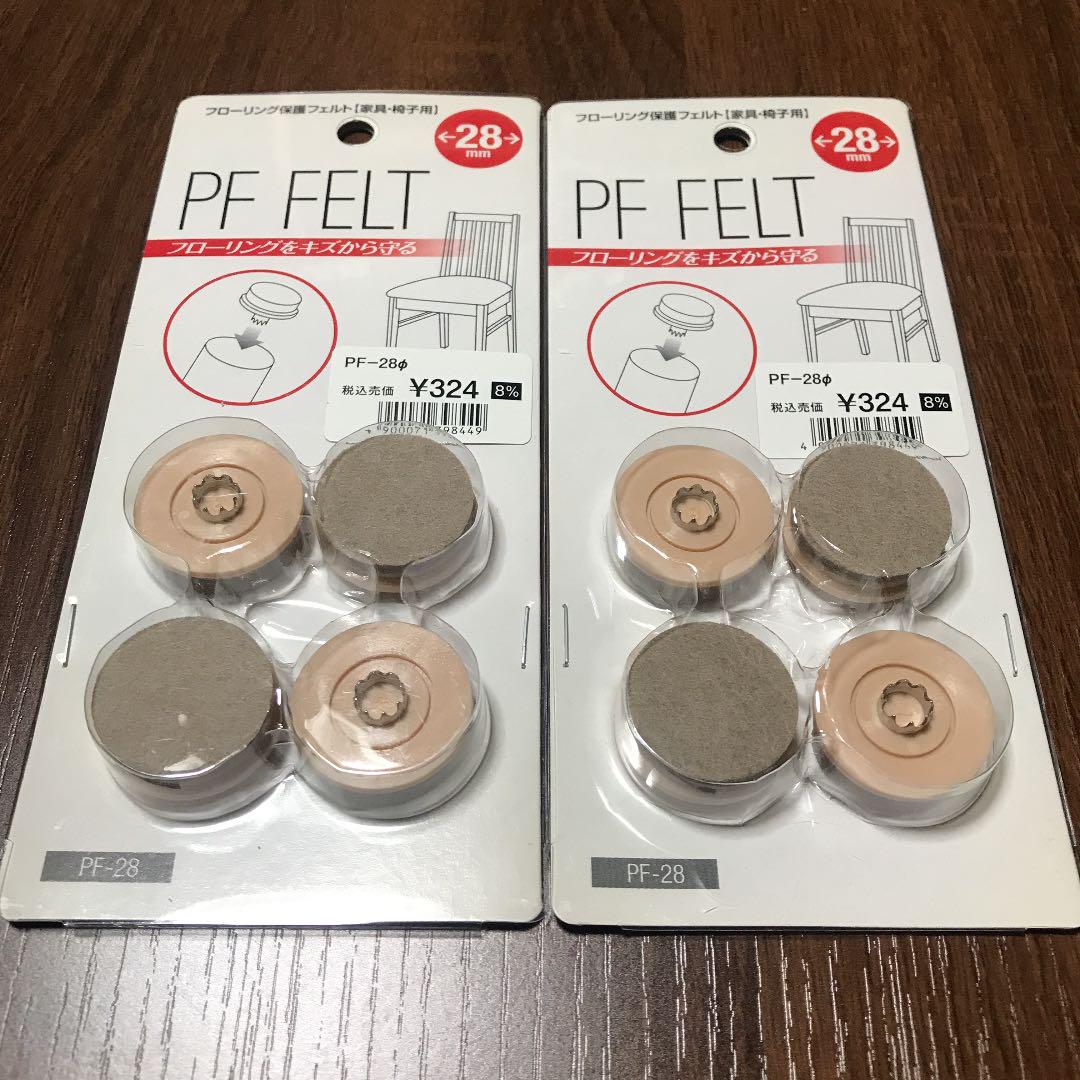 フローリング保護フェルト【家具・椅子用】
28
mm
PF FELT
フローリングをキズから守る
PF-28φ
税込売価 ¥324 8%
PF-28
フローリング保護フェルト【家具・椅子用】
28
mm
PF FELT
フローリングをキズから守る
PF-28φ
税込売価 ¥324 8%
PF-28